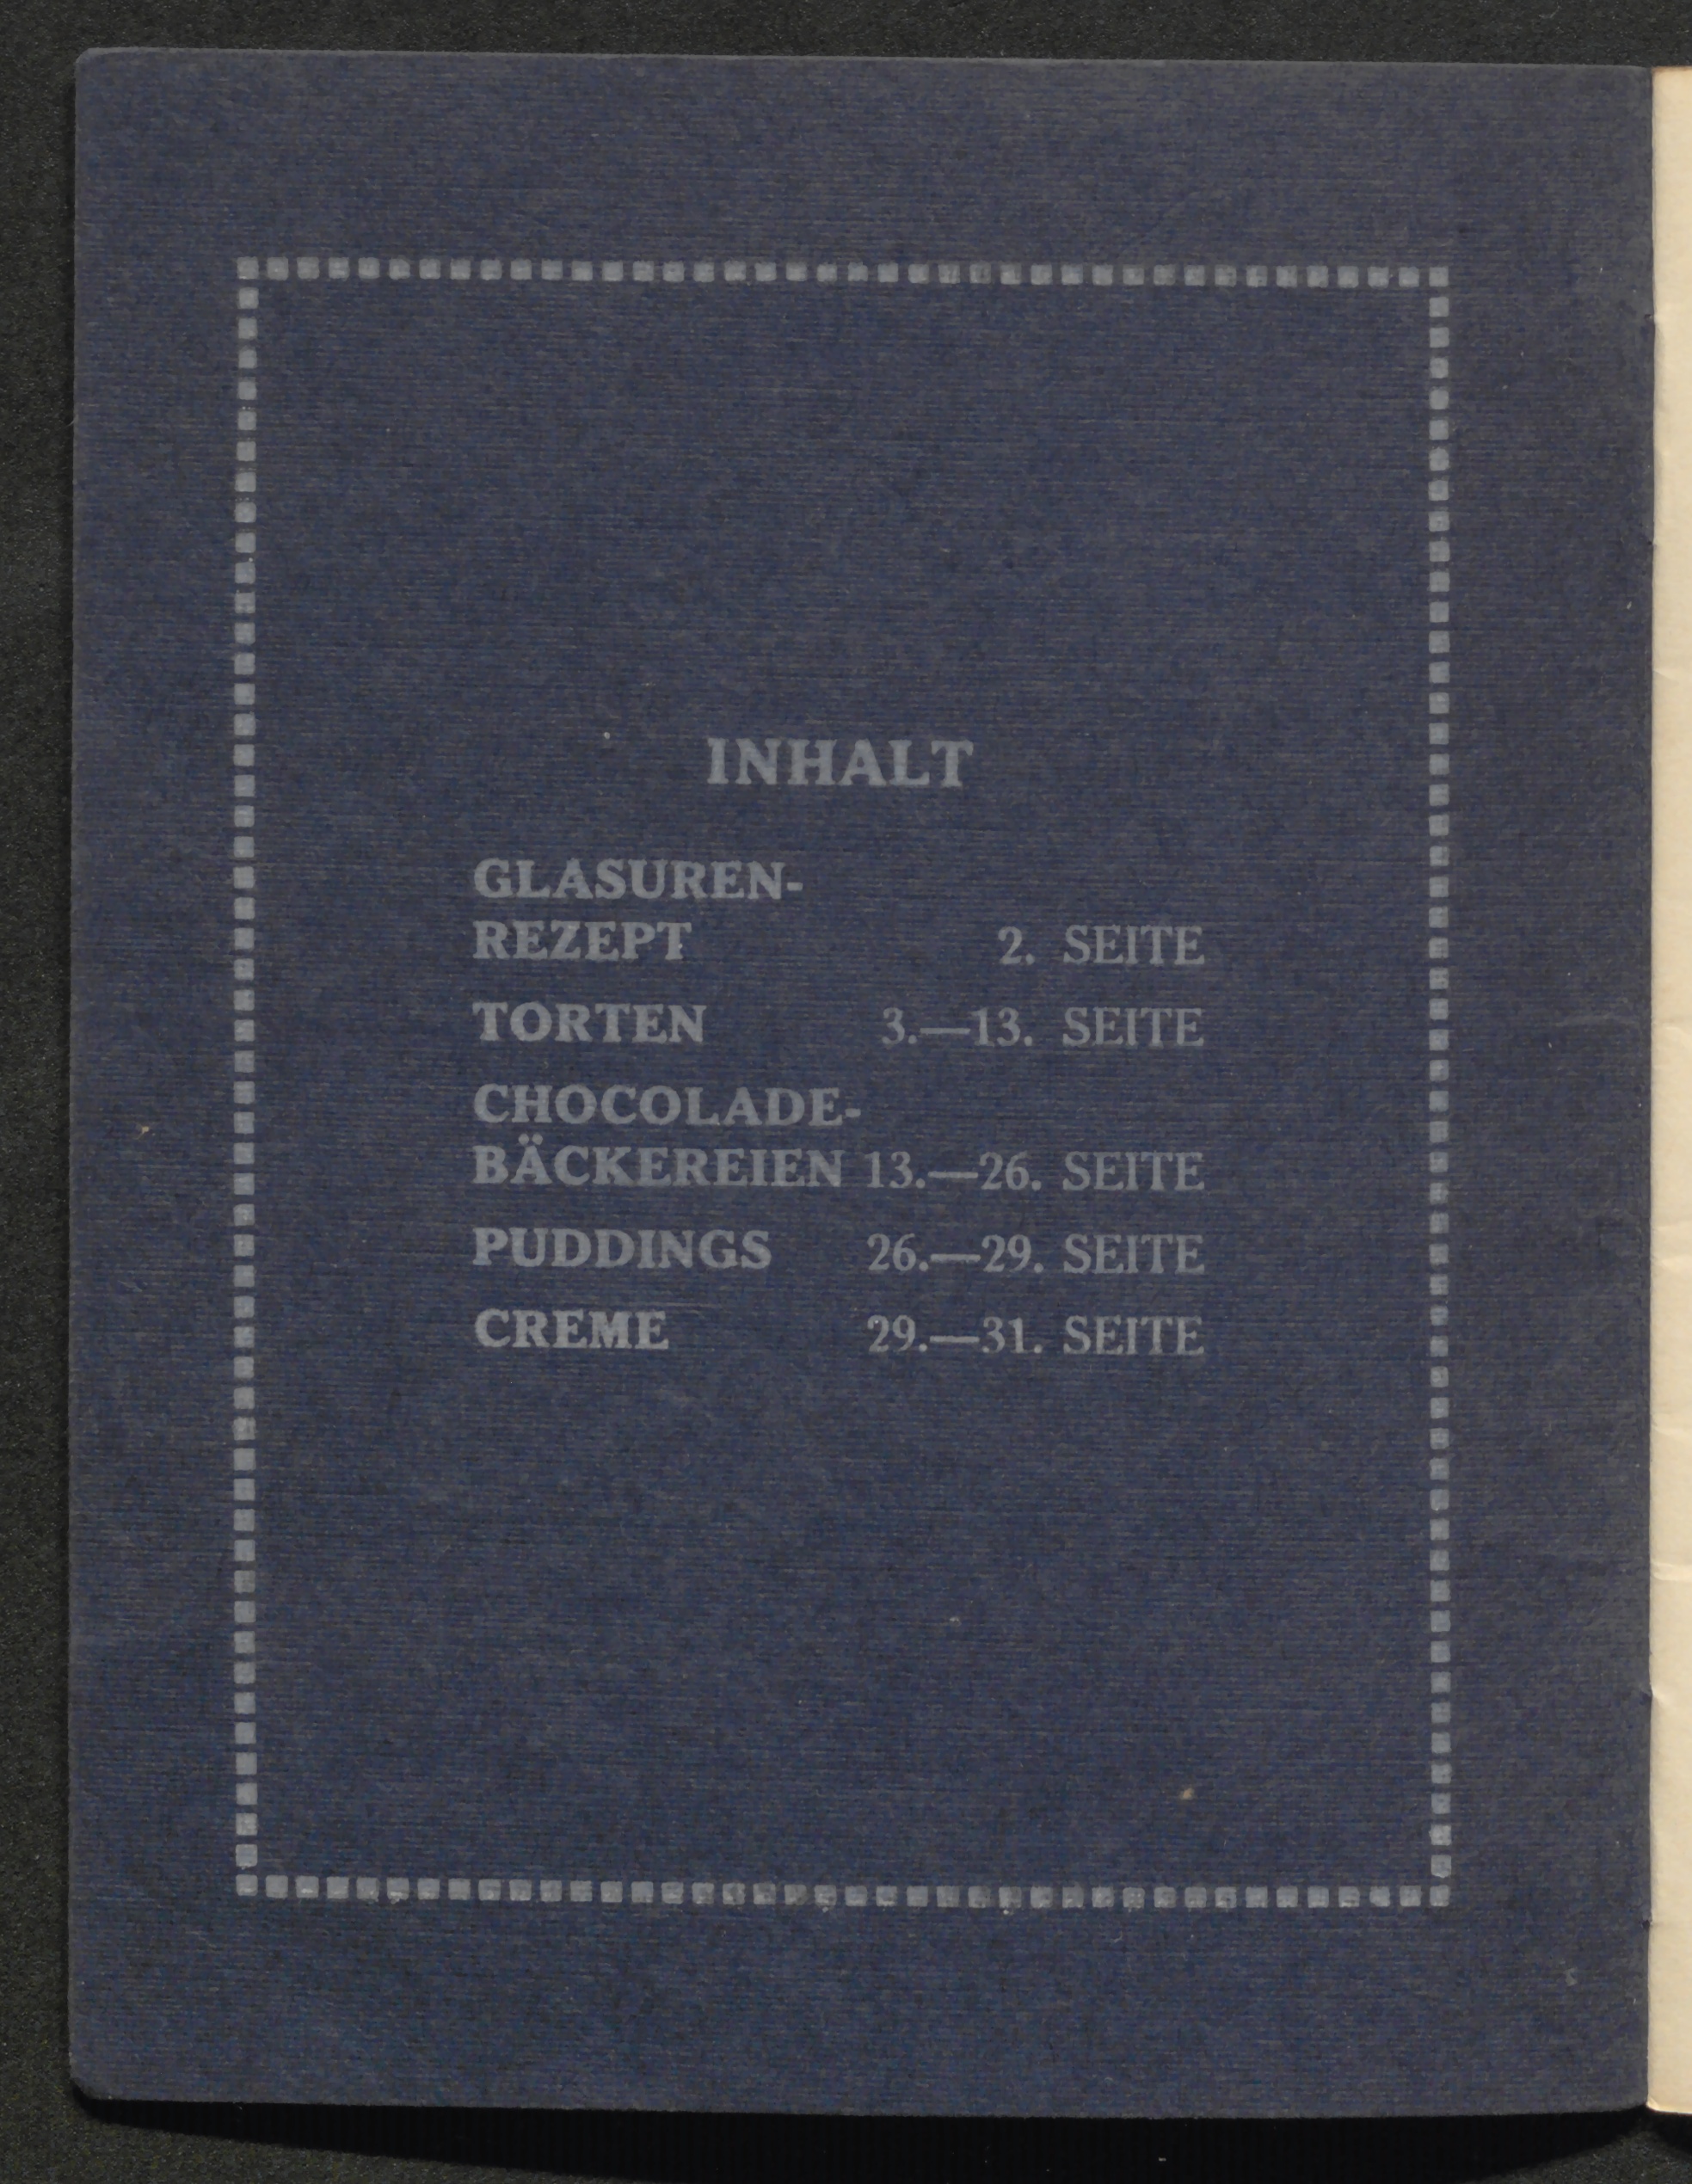 INHALT
GLASUREN-
REZEPT 2. SEITE
TORTEN 3.—13. SEITE
CHOCOLADE-
BÄCKEREIEN 13.—26. SEITE
PUDDINGS 26.—29. SEITE
CREME 29.—31. SEITE